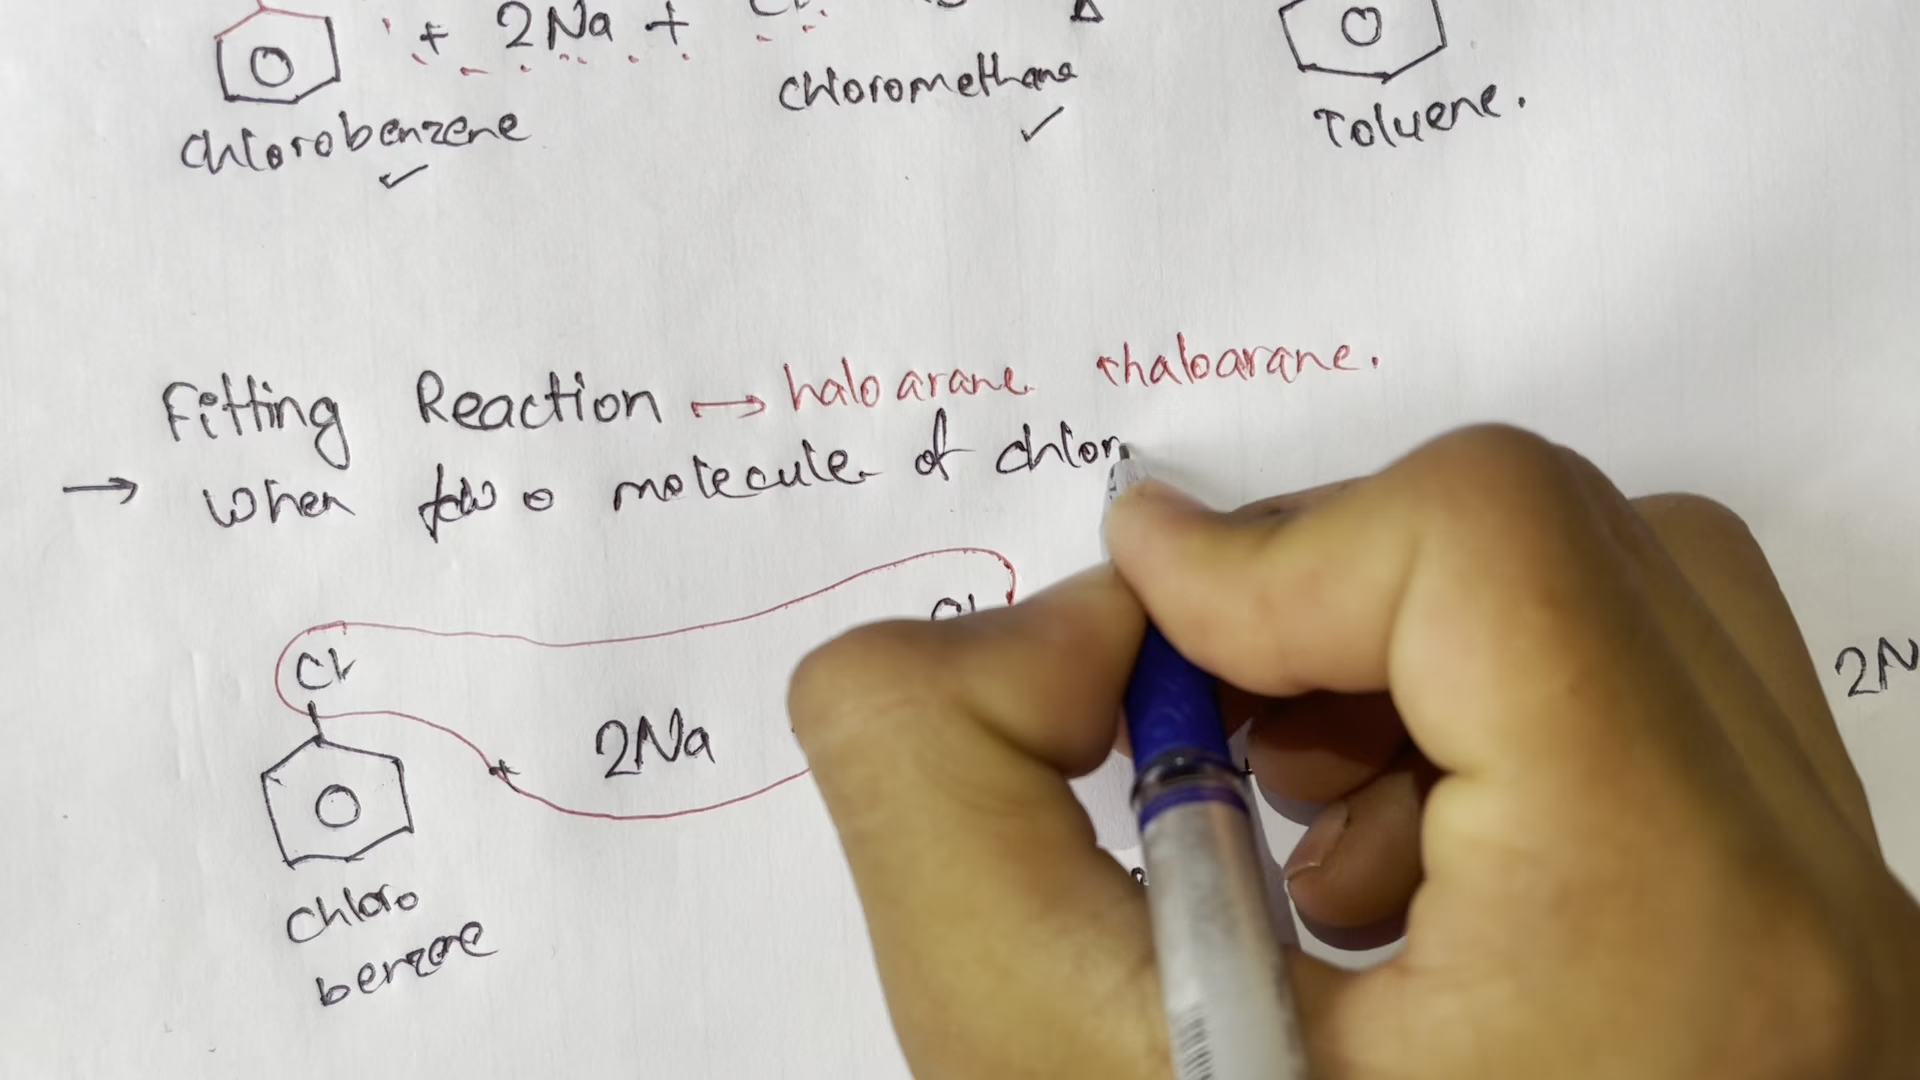 + 2Na +
Δ
Chlorobenzene
Chloromethane
Toluene.
Fitting Reaction → haloarane + haloarane.
→ When two molecule of chlor
Cl
2Na
+
2N
Chloro
benzene